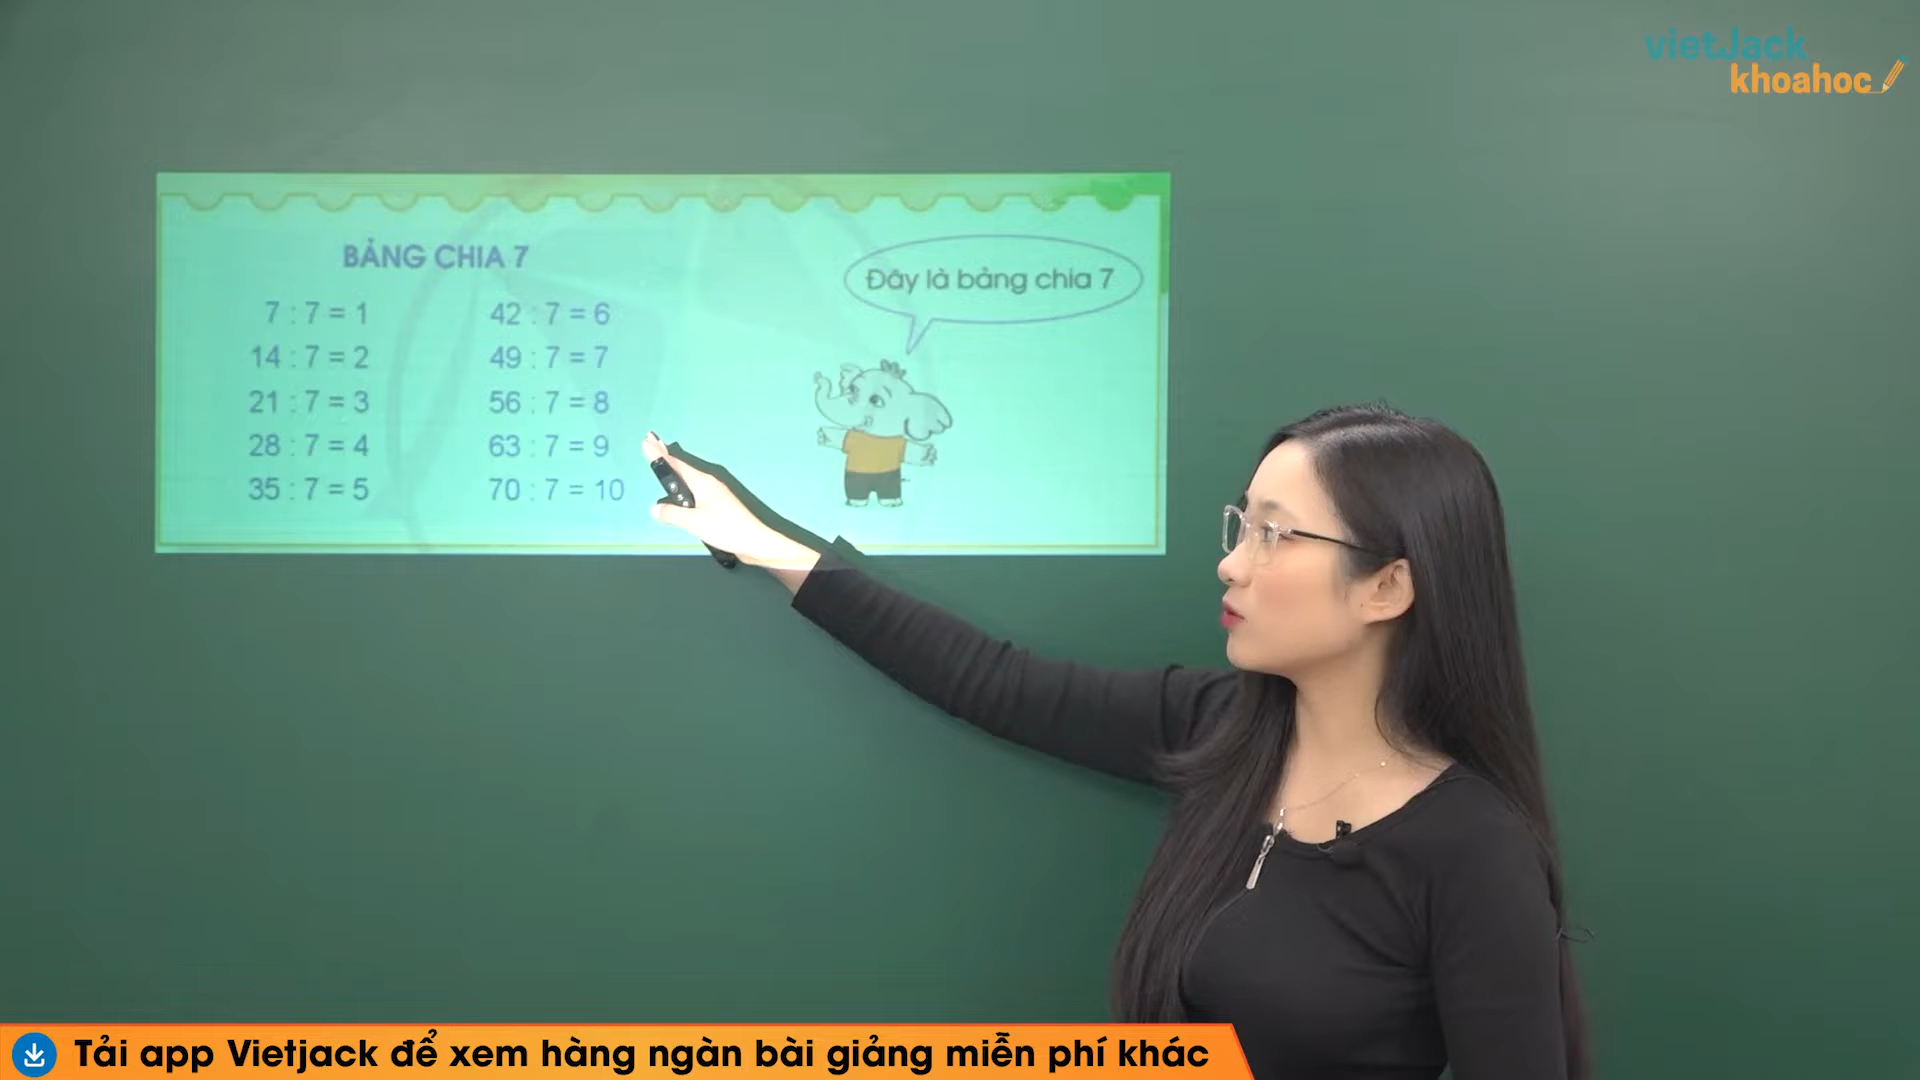 vietJack
khoahoc
BẢNG CHIA 7
7 : 7 = 1
14 : 7 = 2
21 : 7 = 3
28 : 7 = 4
35 : 7 = 5
42 : 7 = 6
49 : 7 = 7
56 : 7 = 8
63 : 7 = 9
70 : 7 = 10
Đây là bảng chia 7
Tải app Vietjack để xem hàng ngàn bài giảng miễn phí khác